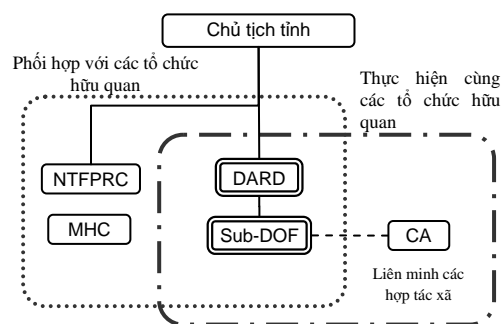 Chủ tịch tỉnh
Phối hợp với các tổ chức
hữu quan
Thực hiện cùng
các tổ chức hữu
quan
NTFPRC
DARD
MHC
Sub-DOF
CA
Liên minh các
hợp tác xã